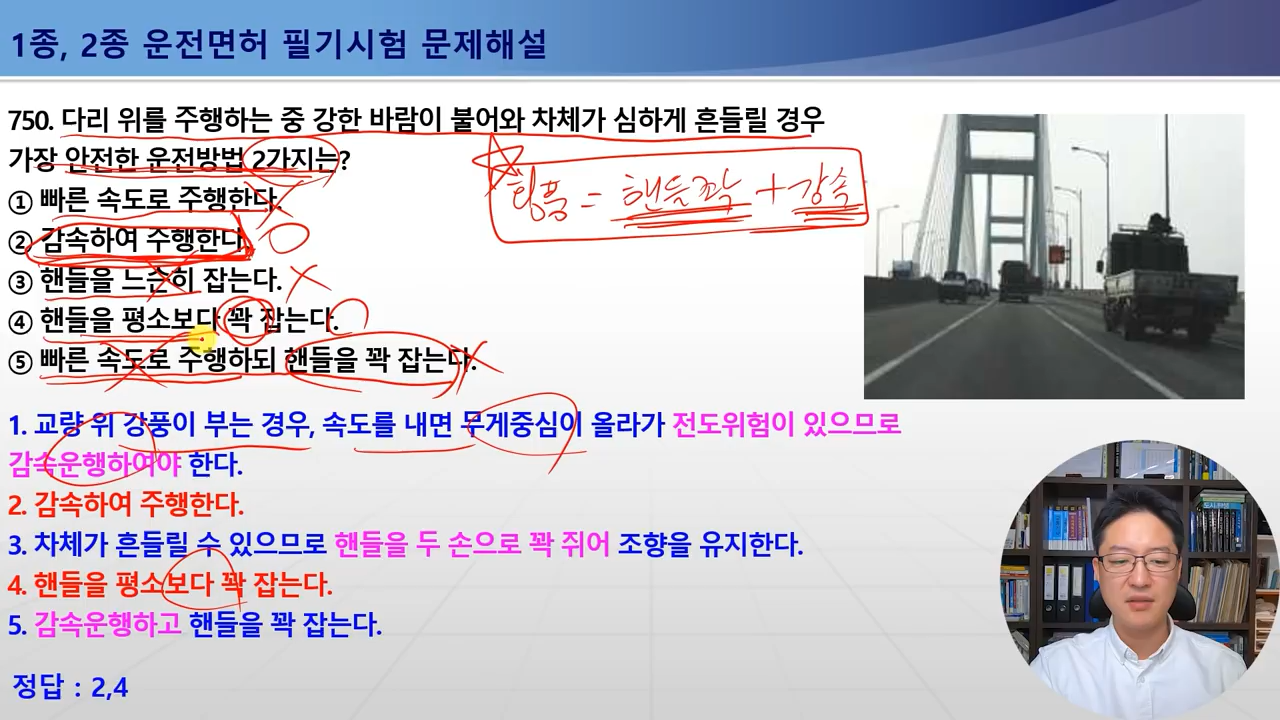 1종, 2종 운전면허 필기시험 문제해설
750. 다리 위를 주행하는 중 강한 바람이 불어와 차체가 심하게 흔들릴 경우
가장 안전한 운전방법 2가지는?
① 빠른 속도로 주행한다.
② 감속하여 주행한다.
③ 핸들을 느슨히 잡는다.
④ 핸들을 평소보다 꽉 잡는다.
⑤ 빠른 속도로 주행하되 핸들을 꽉 잡는다.
횡풍 = 핸들꽉 + 감속
1. 교량 위 강풍이 부는 경우, 속도를 내면 무게중심이 올라가 전도위험이 있으므로
감속운행하여야 한다.
2. 감속하여 주행한다.
3. 차체가 흔들릴 수 있으므로 핸들을 두 손으로 꽉 쥐어 조향을 유지한다.
4. 핸들을 평소보다 꽉 잡는다.
5. 감속운행하고 핸들을 꽉 잡는다.
정답 : 2,4